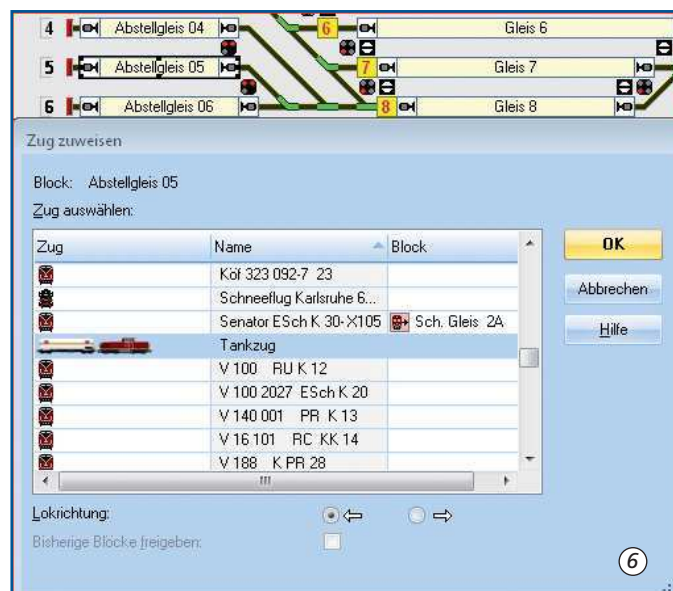 4 Abstellgleis 04 6 Gleis 6
5 Abstellgleis 05 7 Gleis 7
6 Abstellgleis 06 8 Gleis 8
Zug zuweisen
Block: Abstellgleis 05
Zug auswählen:
Zug Name Block
Köf 323 092-7 23
Schneeflug Karlsruhe 6...
Senator ESch K 30-X105 Sch. Gleis 2A
Tankzug
V 100 RU K 12
V 100 2027 ESch K 20
V 140 001 PR K 13
V 16 101 RC KK 14
V 188 K PR 28
OK
Abbrechen
Hilfe
Lokrichtung:
Bisherige Blöcke freigeben:
6